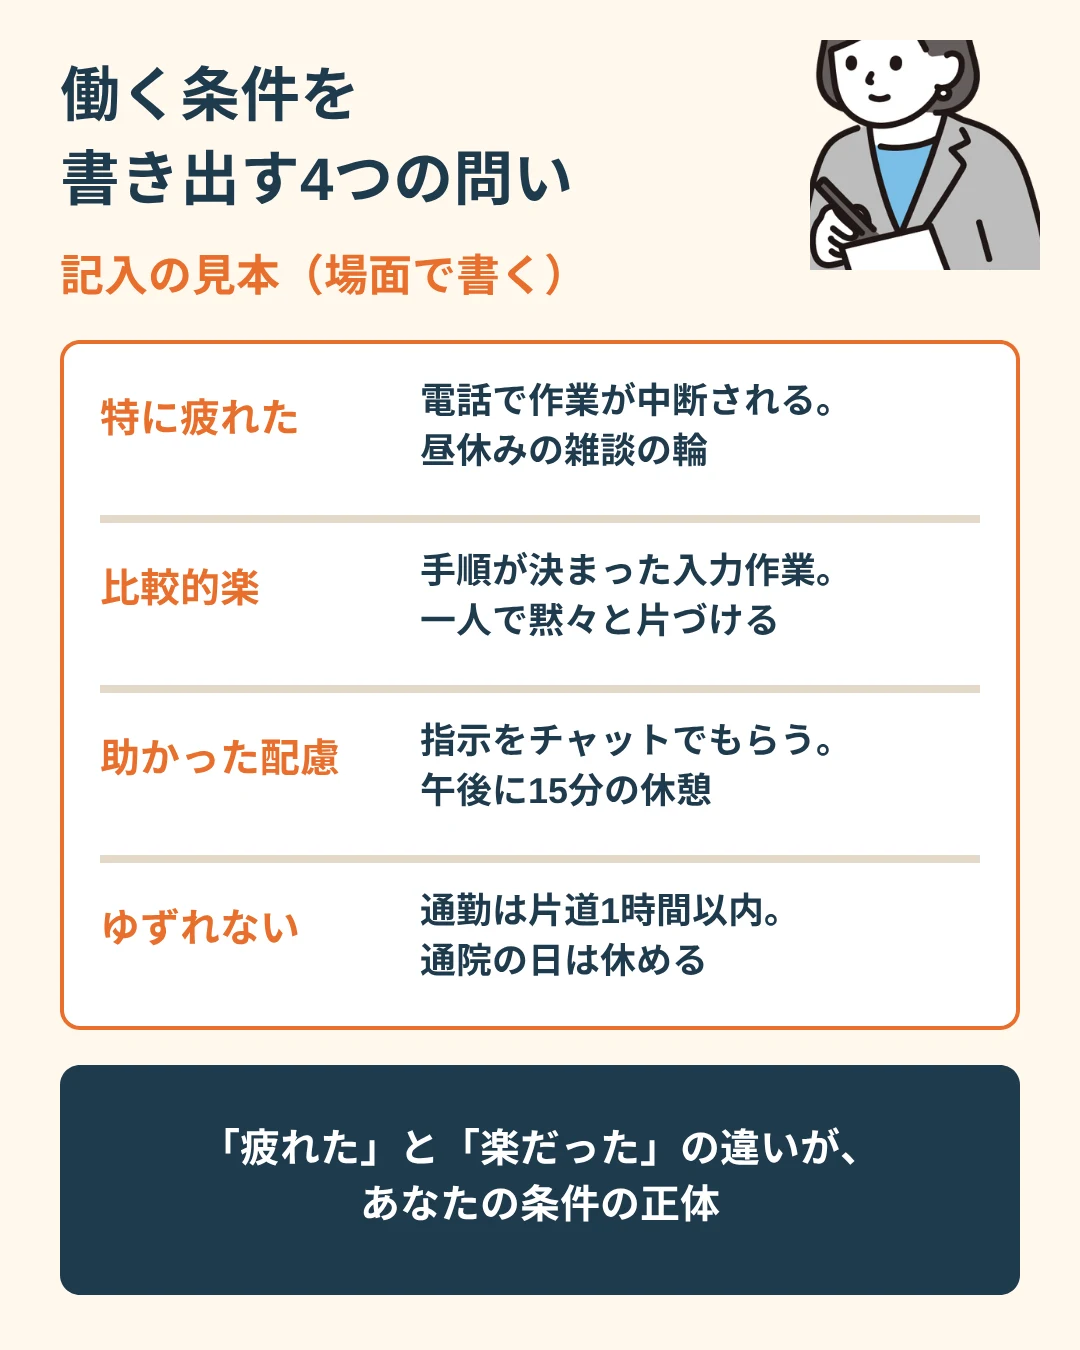 働く条件を
書き出す4つの問い
記入の見本（場面で書く）
特に疲れた
電話で作業が中断される。
昼休みの雑談の輪
比較的楽
手順が決まった入力作業。
一人で黙々と片づける
助かった配慮
指示をチャットでもらう。
午後に15分の休憩
ゆずれない
通勤は片道1時間以内。
通院の日は休める
「疲れた」と「楽だった」の違いが、
あなたの条件の正体